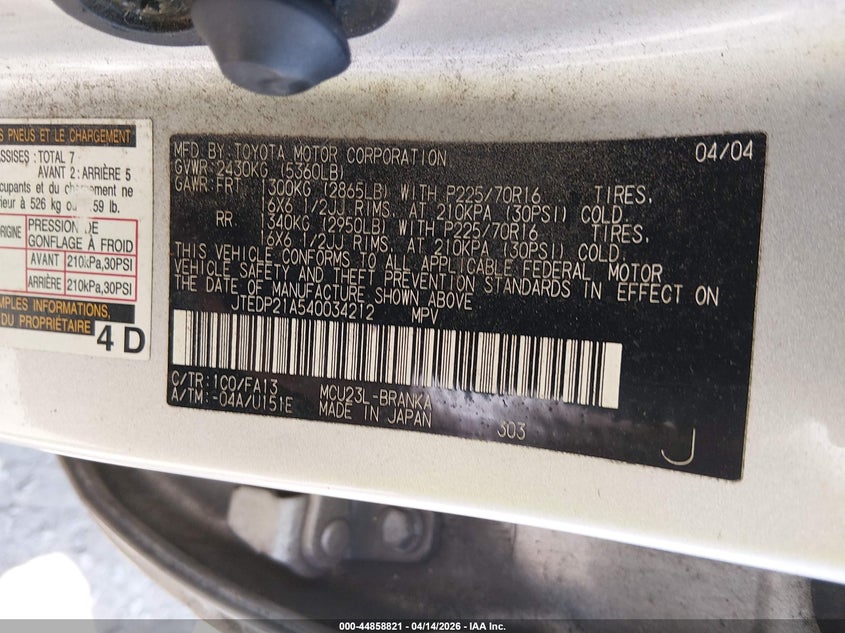 S PNEUS ET LE CHARGEMENT
ASSISES : TOTAL 7
AVANT 2 : ARRIÈRE 5
cupants et du ne
rieur à 526 kg ou 59 lb.
ORIGINE
PRESSION DE
GONFLAGE À FROID
AVANT 210kPa,30PSI
ARRIÈRE 210kPa,30PSI
MPLES INFORMATIONS,
DU PROPRIÉTAIRE
4 D
MFD.BY:TOYOTA MOTOR CORPORATION 04/04
GVWR:2430KG (5360LB)
GAWR:FRT 1300KG (2865LB) WITH P225/70R16 TIRES,
16X6 1/2JJ RIMS, AT 210KPA (30PSI) COLD.
RR 1340KG (2950LB) WITH P225/70R16 TIRES,
16X6 1/2JJ RIMS, AT 210KPA (30PSI) COLD.
THIS VEHICLE CONFORMS TO ALL APPLICABLE FEDERAL MOTOR
VEHICLE SAFETY AND THEFT PREVENTION STANDARDS IN EFFECT ON
THE DATE OF MANUFACTURE SHOWN ABOVE.
JTEDP21A540034212 MPV
C/TR:1C0/FA13 MCU23L-BRANKA
A/TM:-04A/U151E MADE IN JAPAN
303
J
000-44858821 - 04/14/2026 - IAA Inc.